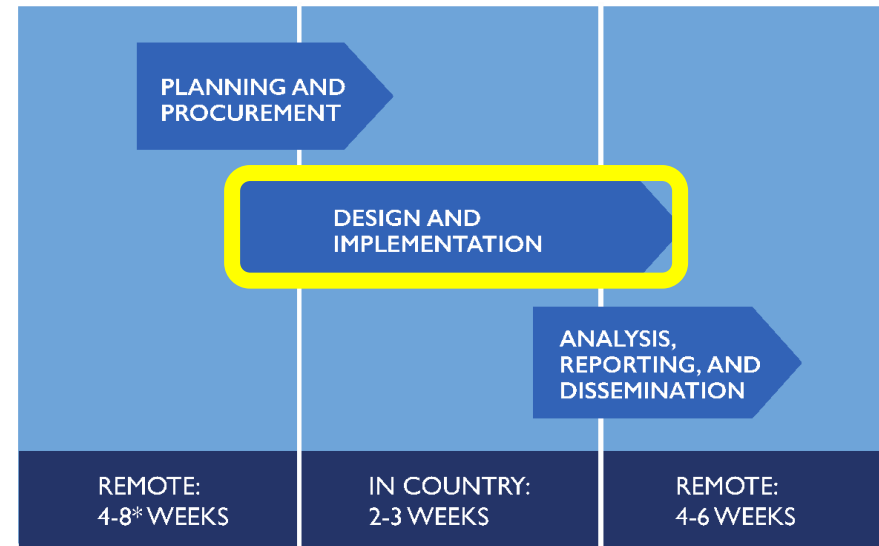 PLANNING AND
PROCUREMENT
DESIGN AND
IMPLEMENTATION
ANALYSIS,
REPORTING, AND
DISSEMINATION
REMOTE:
4-8* WEEKS
IN COUNTRY:
2-3 WEEKS
REMOTE:
4-6 WEEKS